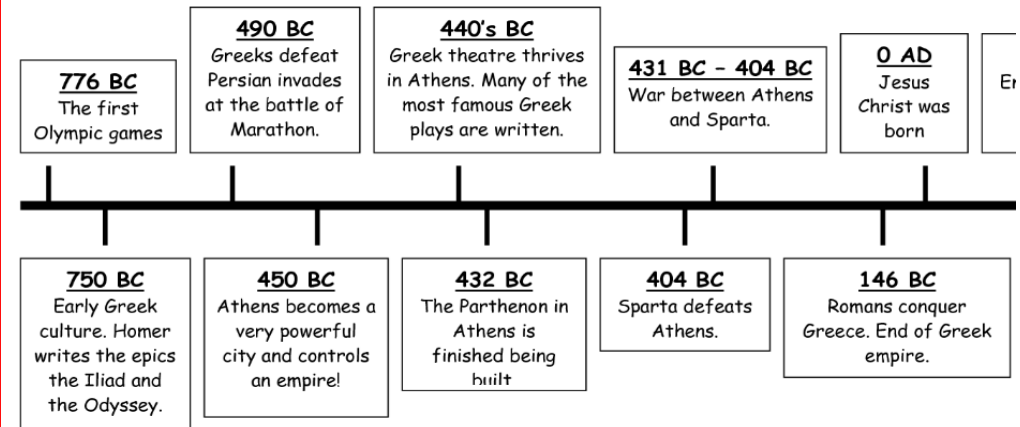 776 BC
The first
Olympic games
490 BC
Greeks defeat
Persian invades
at the battle of
Marathon.
440's BC
Greek theatre thrives
in Athens. Many of the
most famous Greek
plays are written.
431 BC – 404 BC
War between Athens
and Sparta.
0 AD
Jesus
Christ was
born
750 BC
Early Greek
culture. Homer
writes the epics
the Iliad and
the Odyssey.
450 BC
Athens becomes a
very powerful
city and controls
an empire!
432 BC
The Parthenon in
Athens is
finished being
built
404 BC
Sparta defeats
Athens.
146 BC
Romans conquer
Greece. End of Greek
empire.